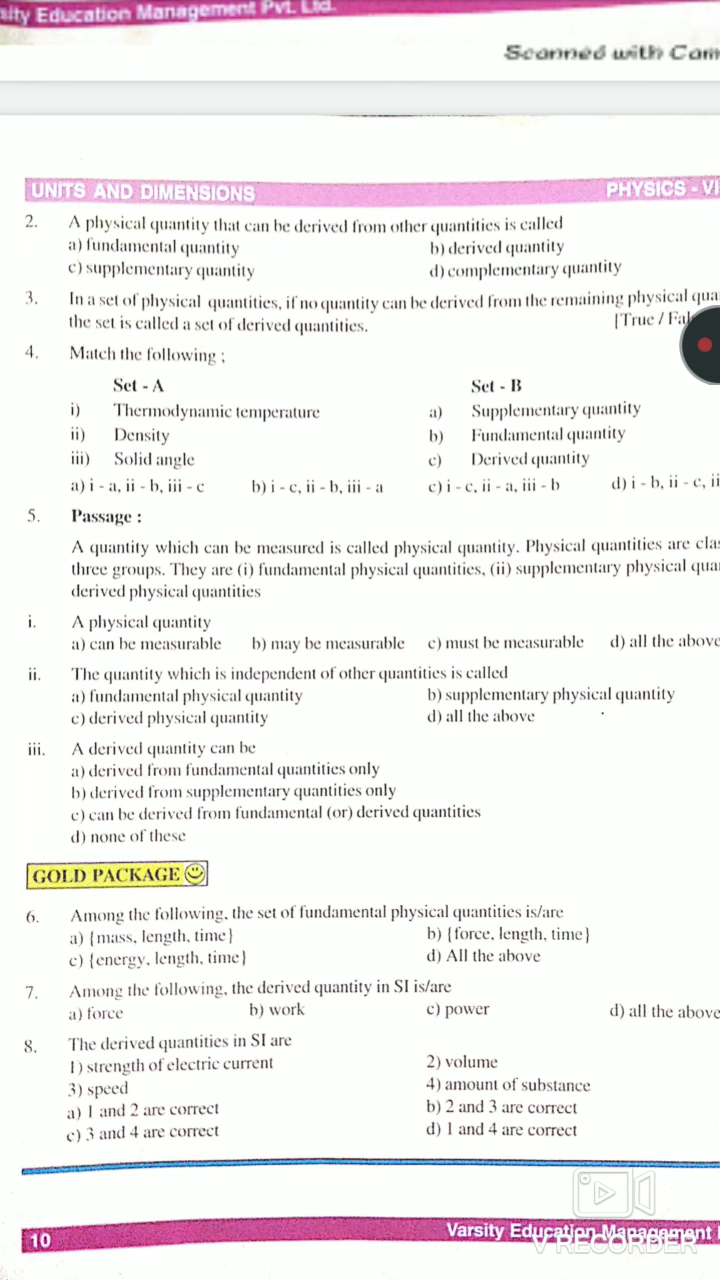 sity Education Management Pvt. Ltd.
Scanned with Cam
UNITS AND DIMENSIONS PHYSICS - VI
2. A physical quantity that can be derived from other quantities is called
a) fundamental quantity b) derived quantity
c) supplementary quantity d) complementary quantity
3. In a set of physical quantities, if no quantity can be derived from the remaining physical qua
the set is called a set of derived quantities. [True / Fal
4. Match the following ;
Set - A Set - B
i) Thermodynamic temperature a) Supplementary quantity
ii) Density b) Fundamental quantity
iii) Solid angle c) Derived quantity
a) i - a, ii - b, iii - c b) i - c, ii - b, iii - a c) i - c, ii - a, iii - b d) i - b, ii - c, ii
5. Passage :
A quantity which can be measured is called physical quantity. Physical quantities are clas
three groups. They are (i) fundamental physical quantities, (ii) supplementary physical qua
derived physical quantities
i. A physical quantity
a) can be measurable b) may be measurable c) must be measurable d) all the above
ii. The quantity which is independent of other quantities is called
a) fundamental physical quantity b) supplementary physical quantity
c) derived physical quantity d) all the above
iii. A derived quantity can be
a) derived from fundamental quantities only
b) derived from supplementary quantities only
c) can be derived from fundamental (or) derived quantities
d) none of these
GOLD PACKAGE
6. Among the following, the set of fundamental physical quantities is/are
a) {mass, length, time} b) {force, length, time}
c) {energy, length, time} d) All the above
7. Among the following, the derived quantity in SI is/are
a) force b) work c) power d) all the above
8. The derived quantities in SI are
1) strength of electric current 2) volume
3) speed 4) amount of substance
a) 1 and 2 are correct b) 2 and 3 are correct
c) 3 and 4 are correct d) 1 and 4 are correct
10 Varsity Education Management
V RECORDER